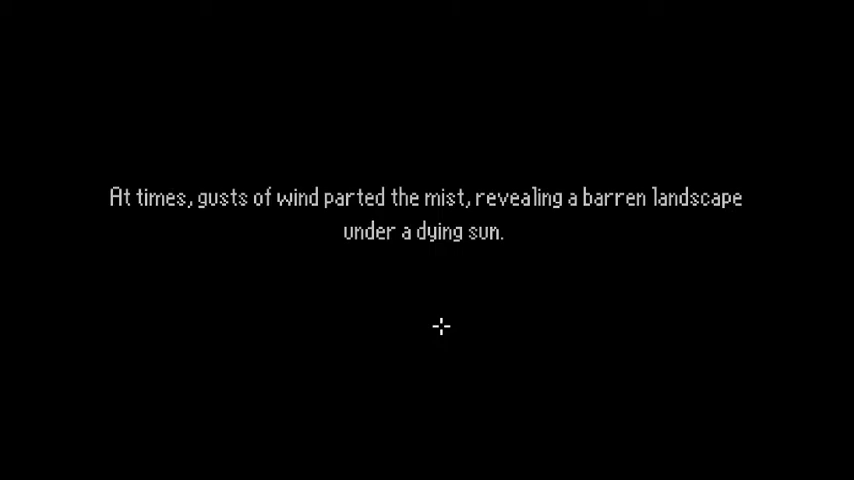 At times, gusts of wind parted the mist, revealing a barren landscape
under a dying sun.